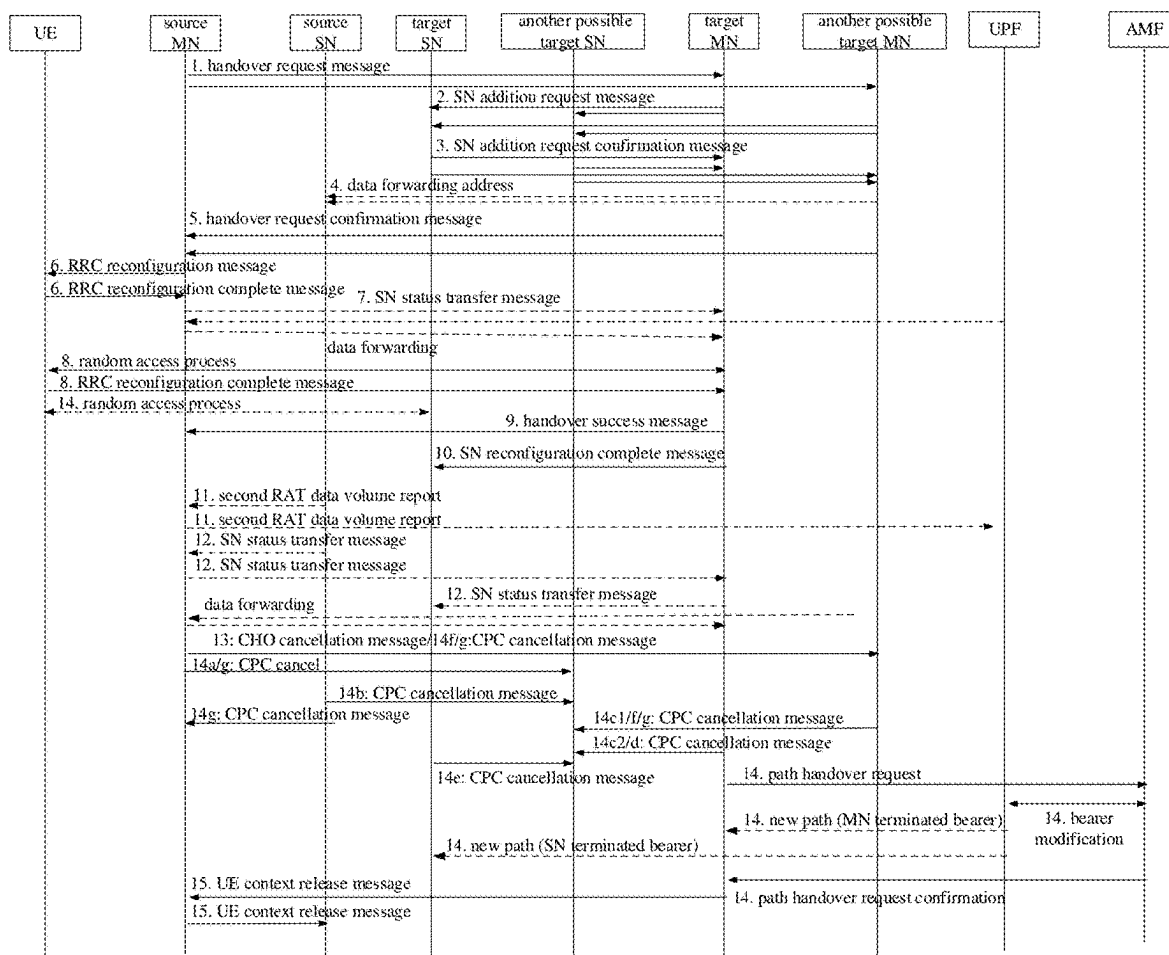 UE
source
MN
source
SN
target
SN
another possible
target SN
target
MN
another possible
target MN
UPF
AMF
1. handover request message
2. SN addition request message
3. SN addition request confirmation message
4. data forwarding address
5. handover request confirmation message
6. RRC reconfiguration message
6. RRC reconfiguration complete message
7. SN status transfer message
data forwarding
8. random access process
8. RRC reconfiguration complete message
14. random access process
9. handover success message
10. SN reconfiguration complete message
11. second RAT data volume report
11. second RAT data volume report
12. SN status transfer message
12. SN status transfer message
12. SN status transfer message
data forwarding
13: CHO cancellation message/14f/g:CPC cancellation message
14a/g: CPC cancel
14b: CPC cancellation message
14g: CPC cancellation message
14c1/f/g: CPC cancellation message
14c2/d: CPC cancellation message
14e: CPC cancellation message
14. path handover request
14. new path (MN terminated bearer)
14. bearer
modification
14. new path (SN terminated bearer)
15. UE context release message
14. path handover request confirmation
15. UE context release message